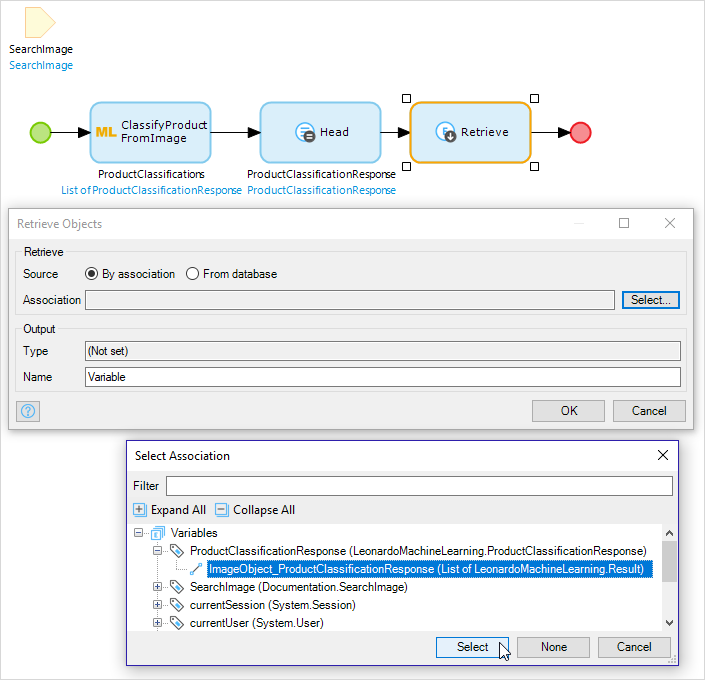 SearchImage
SearchImage
ML ClassifyProduct
FromImage
Head
Retrieve
ProductClassifications
List of ProductClassificationResponse
ProductClassificationResponse
ProductClassificationResponse
Retrieve Objects
Retrieve
Source By association From database
Association Select...
Output
Type (Not set)
Name Variable
? OK Cancel
Select Association
Filter
Expand All Collapse All
Variables
ProductClassificationResponse (LeonardoMachineLearning.ProductClassificationResponse)
ImageObject_ProductClassificationResponse (List of LeonardoMachineLearning.Result)
SearchImage (Documentation.SearchImage)
currentSession (System.Session)
currentUser (System.User)
Select None Cancel